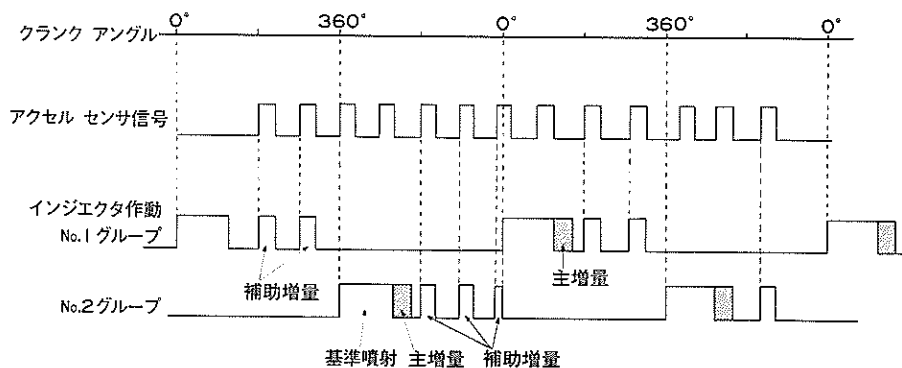 0° 360° 0° 360° 0°
クランク アングル
アクセル センサ信号
インジェクタ作動
No.1グループ
補助増量
主増量
No.2グループ
基準噴射 主増量 補助増量